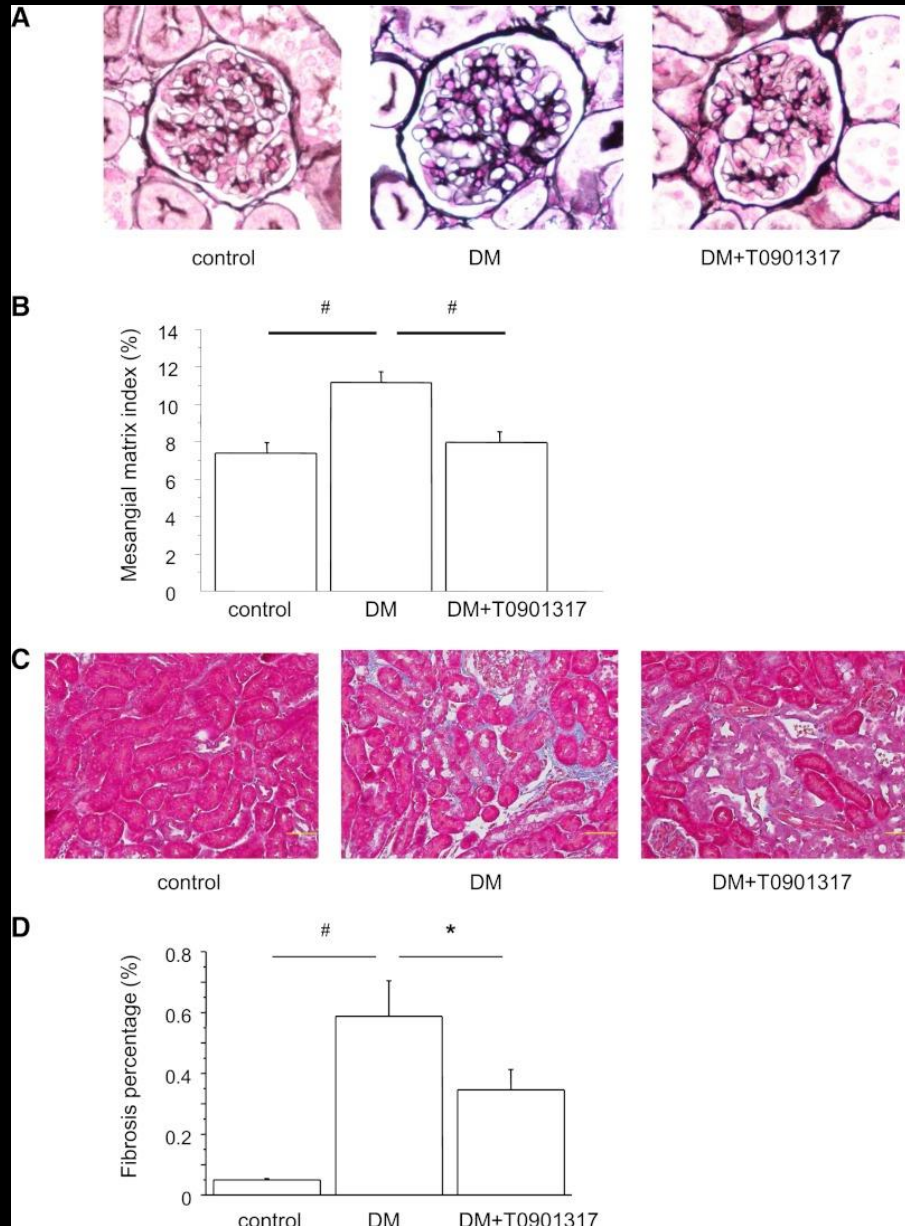 A
control DM DM+T0901317
B
# #
Mesangial matrix index (%)
14
12
10
8
6
4
2
0
control DM DM+T0901317
C
control DM DM+T0901317
D
# *
Fibrosis percentage (%)
0.8
0.6
0.4
0.2
0
control DM DM+T0901317